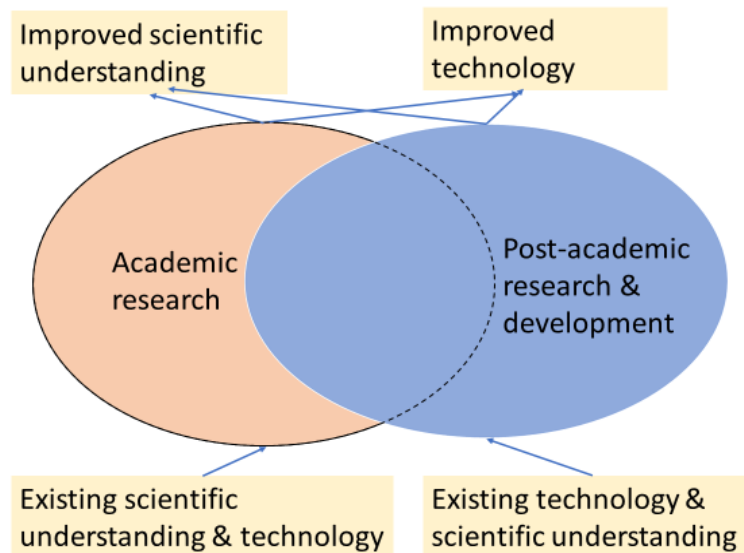 Improved scientific
understanding
Improved
technology
Academic
research
Post-academic
research &
development
Existing scientific
understanding & technology
Existing technology &
scientific understanding